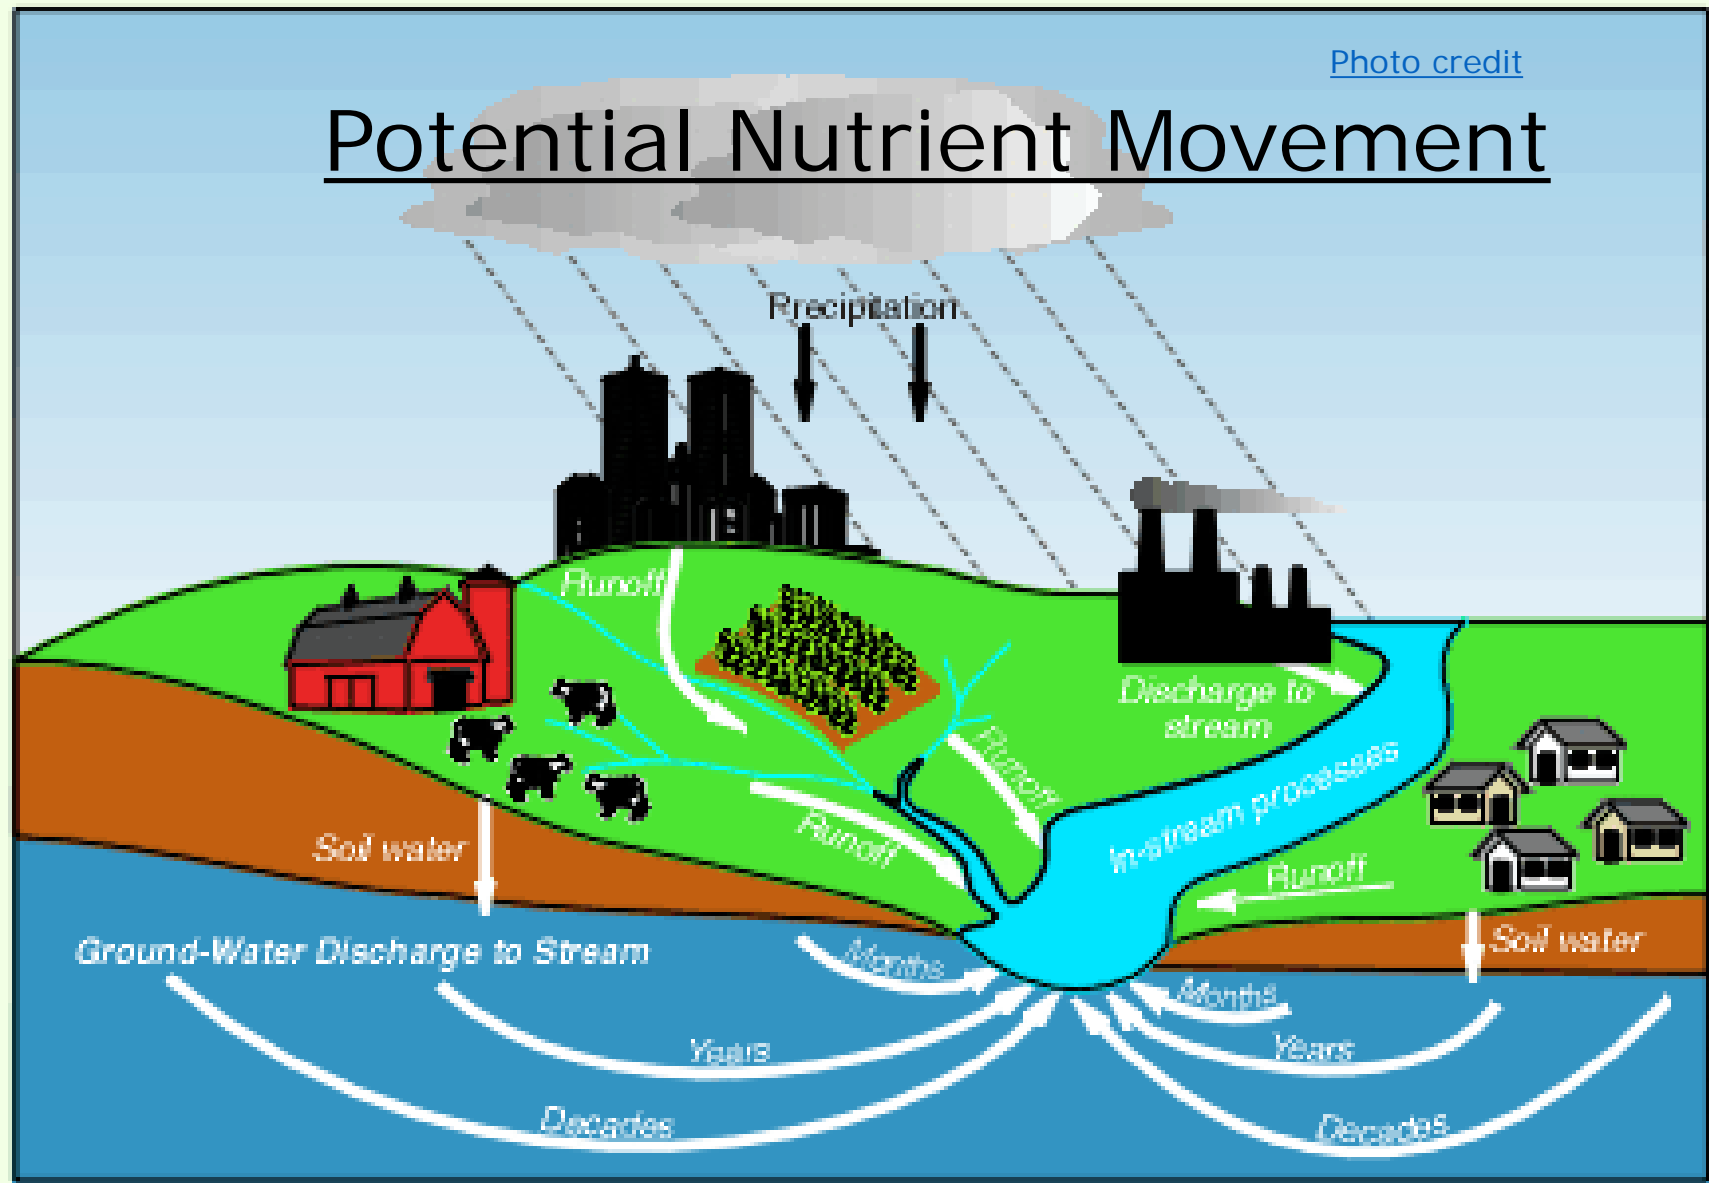 Photo credit
Potential Nutrient Movement
Precipitation
Runoff
Discharge to
stream
Runoff
In-stream processes
Runoff
Soil water
Runoff
Soil water
Ground-Water Discharge to Stream
Months
Months
Years
Years
Decades
Decades